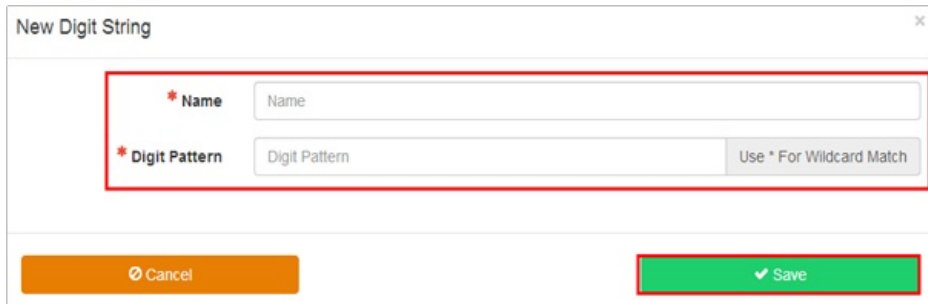 New Digit String ×
* Name Name
* Digit Pattern Digit Pattern Use * For Wildcard Match
Cancel Save